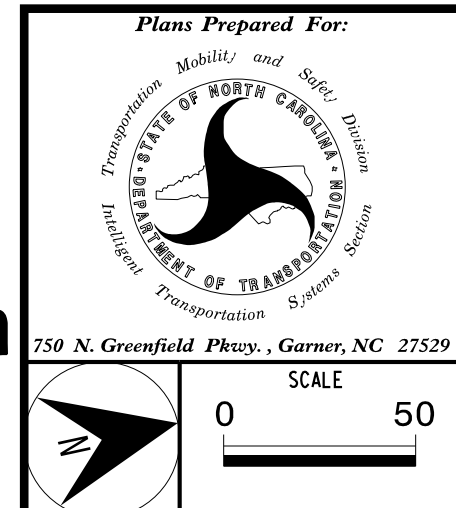 Plans Prepared For:
Transportation Mobility and Safety Division
STATE OF NORTH CAROLINA
DEPARTMENT OF TRANSPORTATION
Intelligent Transportation Systems Section
750 N. Greenfield Pkwy. , Garner, NC 27529
N
SCALE
0 50